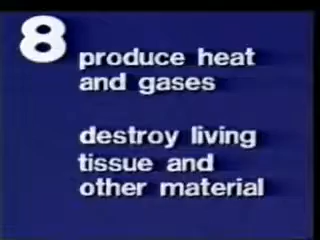 8
produce heat
and gases
destroy living
tissue and
other material